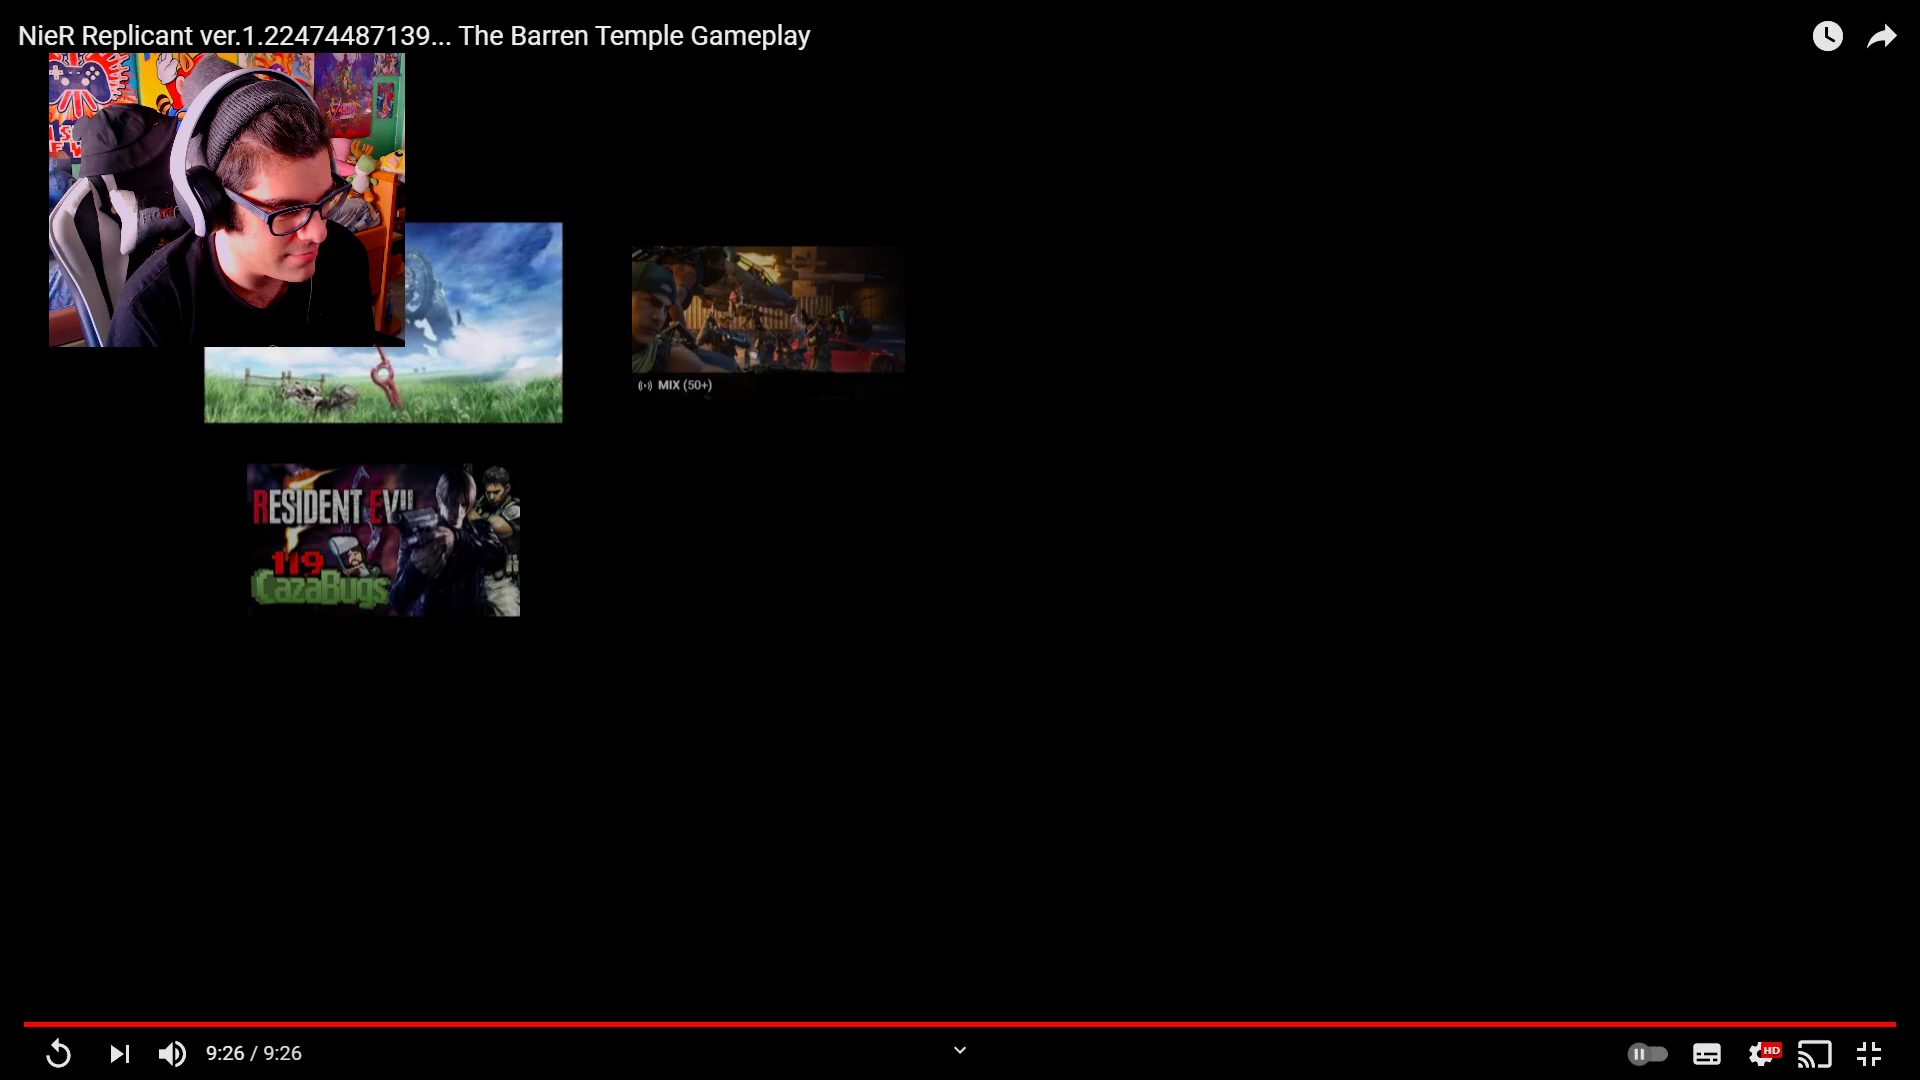 NieR Replicant ver.1.22474487139... The Barren Temple Gameplay
MIX (50+)
RESIDENT EVIL
119
CazaBugs
9:26 / 9:26
HD